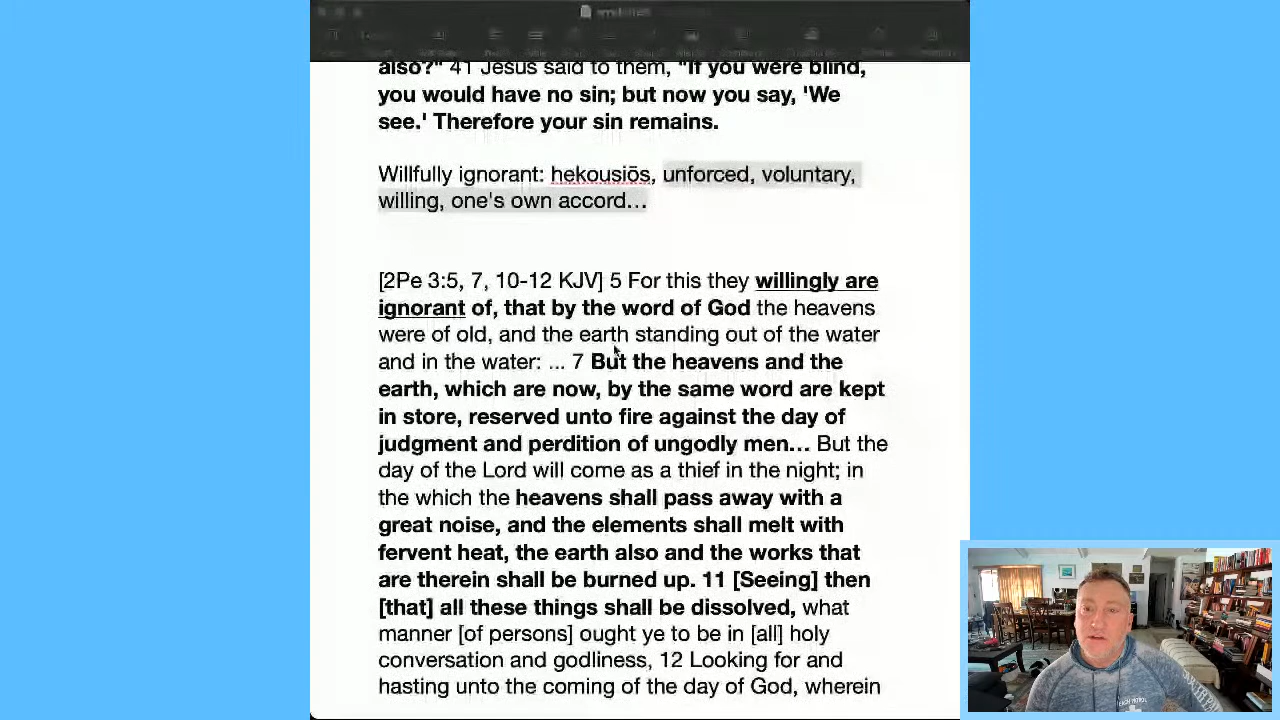 also?" 41 Jesus said to them, "If you were blind,
you would have no sin; but now you say, 'We
see.' Therefore your sin remains.
Willfully ignorant: hekousiōs, unforced, voluntary,
willing, one's own accord…
[2Pe 3:5, 7, 10-12 KJV] 5 For this they willingly are
ignorant of, that by the word of God the heavens
were of old, and the earth standing out of the water
and in the water: ... 7 But the heavens and the
earth, which are now, by the same word are kept
in store, reserved unto fire against the day of
judgment and perdition of ungodly men… But the
day of the Lord will come as a thief in the night; in
the which the heavens shall pass away with a
great noise, and the elements shall melt with
fervent heat, the earth also and the works that
are therein shall be burned up. 11 [Seeing] then
[that] all these things shall be dissolved, what
manner [of persons] ought ye to be in [all] holy
conversation and godliness, 12 Looking for and
hasting unto the coming of the day of God, wherein